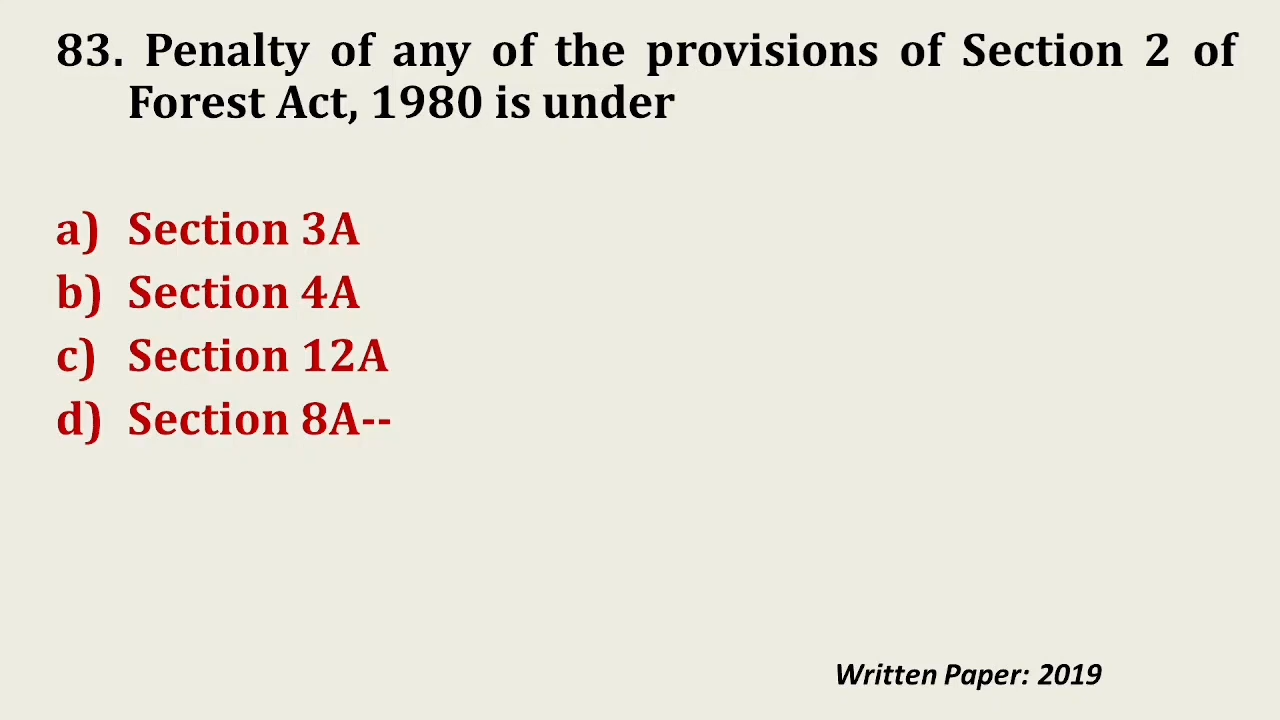 83. Penalty of any of the provisions of Section 2 of
Forest Act, 1980 is under
a) Section 3A
b) Section 4A
c) Section 12A
d) Section 8A--
Written Paper: 2019